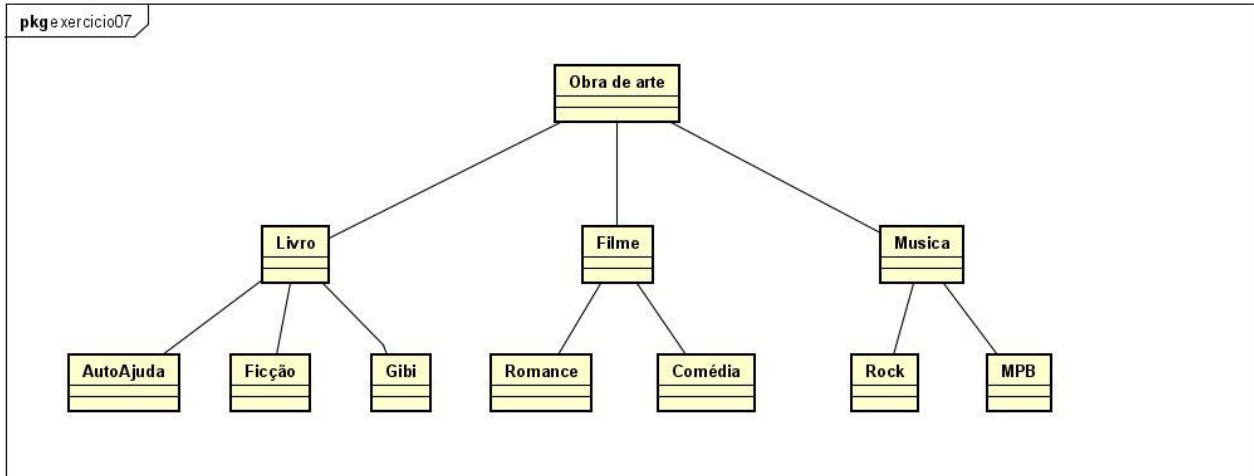 pkg exercicio07
Obra de arte
Livro
Filme
Musica
AutoAjuda
Ficção
Gibi
Romance
Comédia
Rock
MPB